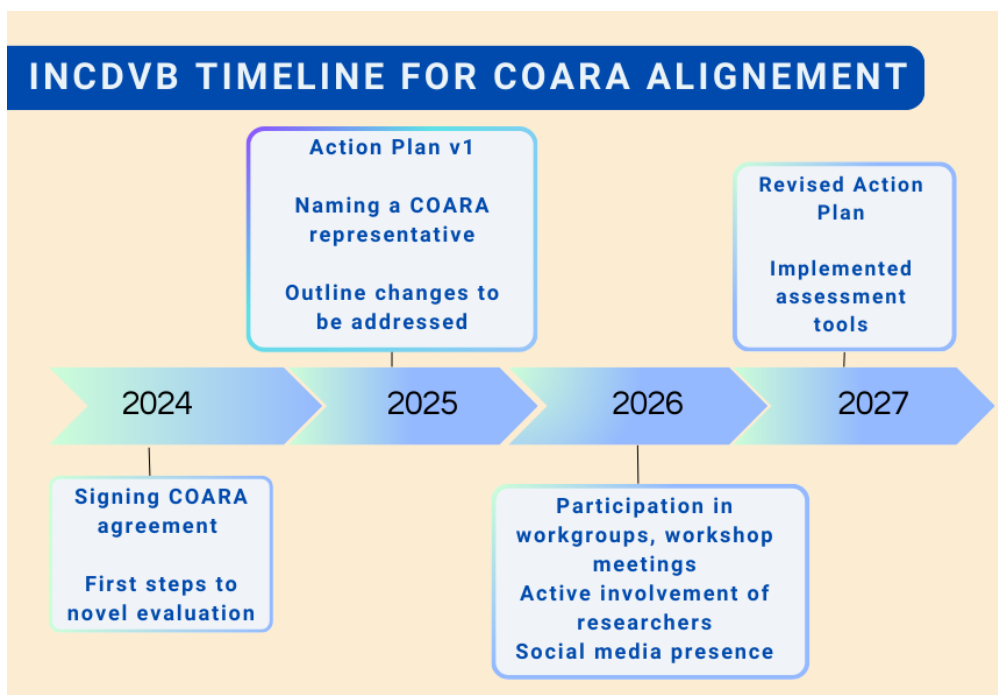 INCDVB TIMELINE FOR COARA ALIGNEMENT
Action Plan v1
Naming a COARA
representative
Outline changes to
be addressed
Revised Action
Plan
Implemented
assessment
tools
2024
2025
2026
2027
Signing COARA
agreement
First steps to
novel evaluation
Participation in
workgroups, workshop
meetings
Active involvement of
researchers
Social media presence